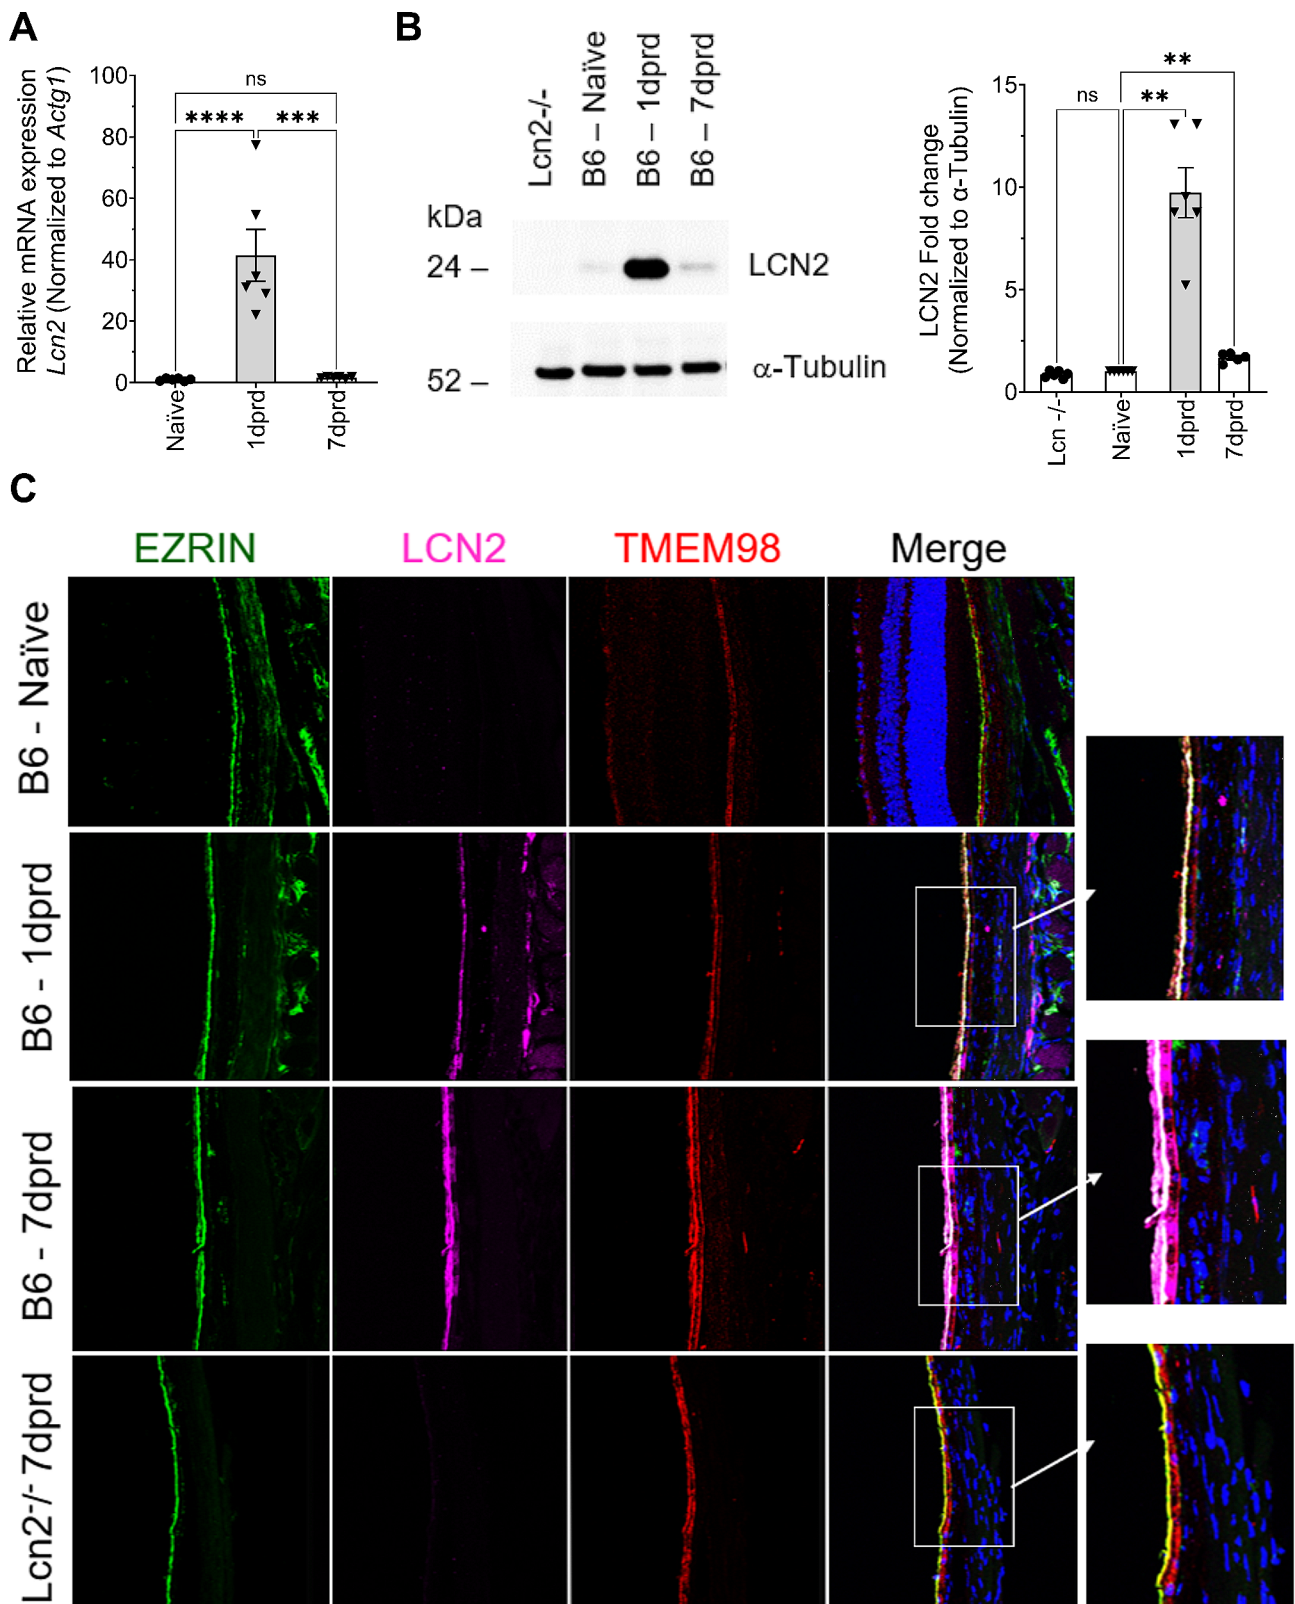 A
Relative mRNA expression
Lcn2 (Normalized to Actg1)
100
80
60
40
20
0
ns
****
***
Naïve
1dprd
7dprd
B
Lcn2-/-
B6 – Naïve
B6 – 1dprd
B6 – 7dprd
kDa
24 –
LCN2
52 –
α-Tubulin
LCN2 Fold change
(Normalized to α-Tubulin)
15
10
5
0
ns
**
**
Lcn -/-
Naïve
1dprd
7dprd
C
EZRIN
LCN2
TMEM98
Merge
B6 - Naïve
B6 - 1dprd
B6 - 7dprd
Lcn2-/- 7dprd